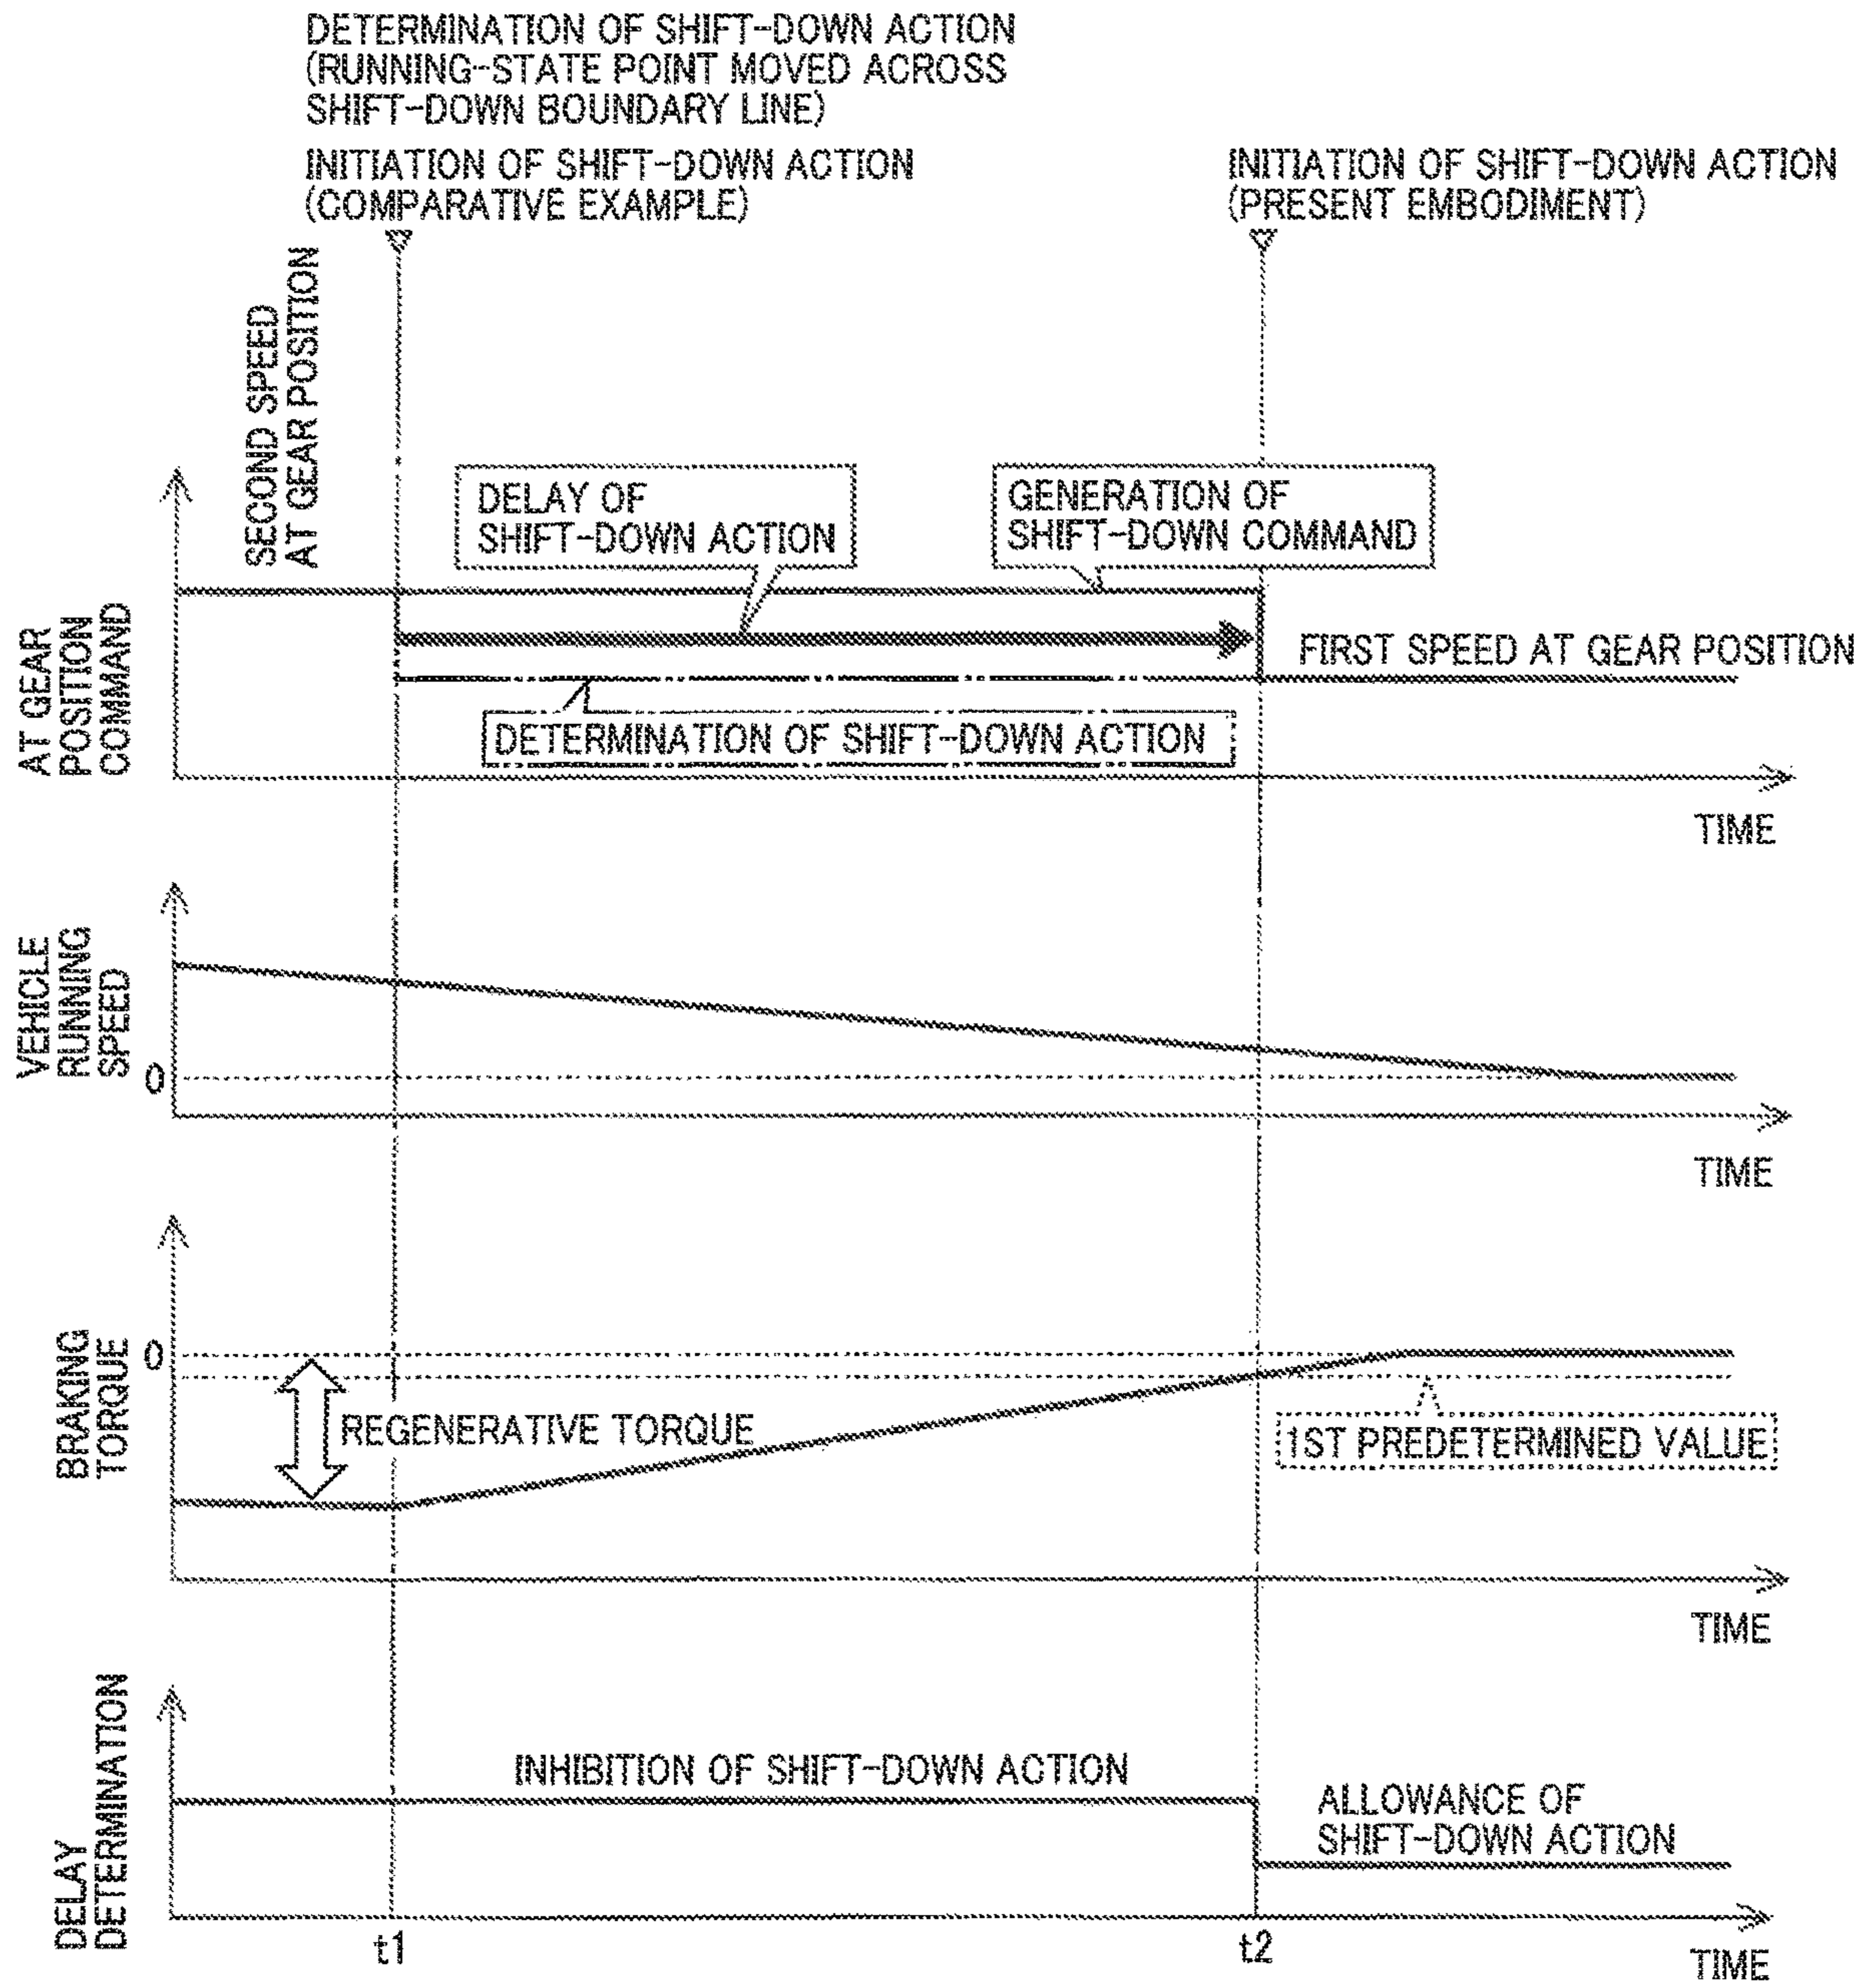 DETERMINATION OF SHIFT-DOWN ACTION
(RUNNING-STATE POINT MOVED ACROSS
SHIFT-DOWN BOUNDARY LINE)
INITIATION OF SHIFT-DOWN ACTION
(COMPARATIVE EXAMPLE)
INITIATION OF SHIFT-DOWN ACTION
(PRESENT EMBODIMENT)
SECOND SPEED
AT GEAR POSITION
DELAY OF
SHIFT-DOWN ACTION
GENERATION OF
SHIFT-DOWN COMMAND
AT GEAR
POSITION
COMMAND
FIRST SPEED AT GEAR POSITION
DETERMINATION OF SHIFT-DOWN ACTION
TIME
VEHICLE
RUNNING
SPEED
0
TIME
BRAKING
TORQUE
0
REGENERATIVE TORQUE
1ST PREDETERMINED VALUE
TIME
DELAY
DETERMINATION
INHIBITION OF SHIFT-DOWN ACTION
ALLOWANCE OF
SHIFT-DOWN ACTION
t1
t2
TIME